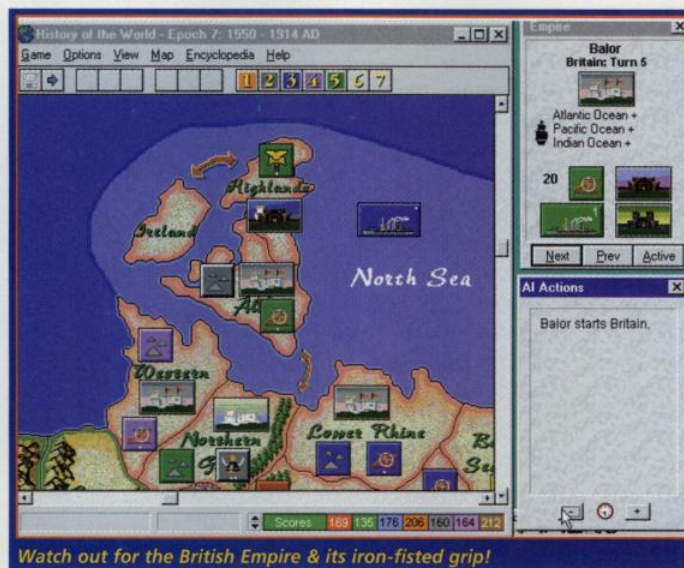 History of the World - Epoch 7: 1550 - 1914 AD
Game Options View Map Encyclopedia Help
1 2 3 4 5 6 7
Highlands
Ireland
North Sea
Western
Northern
Lower Rhine
Scores 169 135 176 206 160 164 212
Empire
Balor
Britain: Turn 5
Atlantic Ocean +
Pacific Ocean +
Indian Ocean +
20
Next Prev Active
AI Actions
Balor starts Britain.
- +
Watch out for the British Empire & its iron-fisted grip!